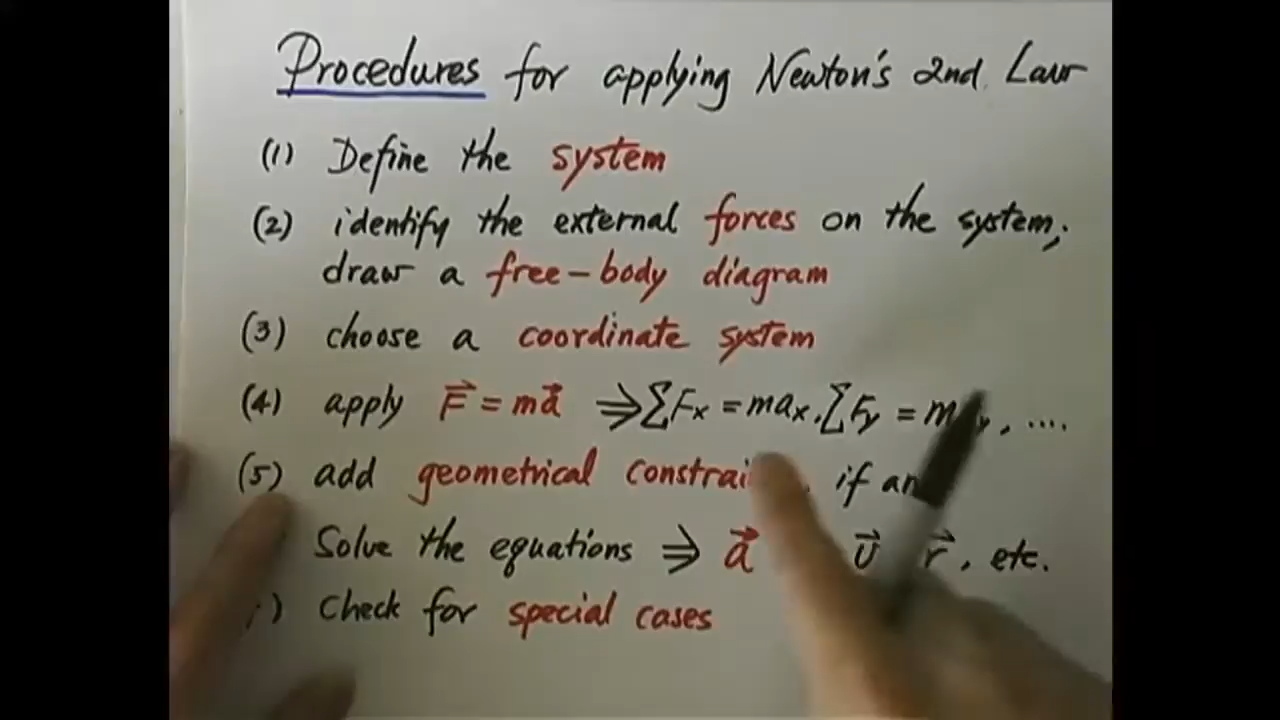 Procedures for applying Newton's 2nd. Law
(1) Define the system
(2) identify the external forces on the system;
draw a free-body diagram
(3) choose a coordinate system
(4) apply F⃗ = ma⃗ ⇒ ΣFx = max, ΣFy = m , ....
(5) add geometrical , if
Solve the equations ⇒ a⃗ v⃗ r⃗, etc.
) Check for special cases